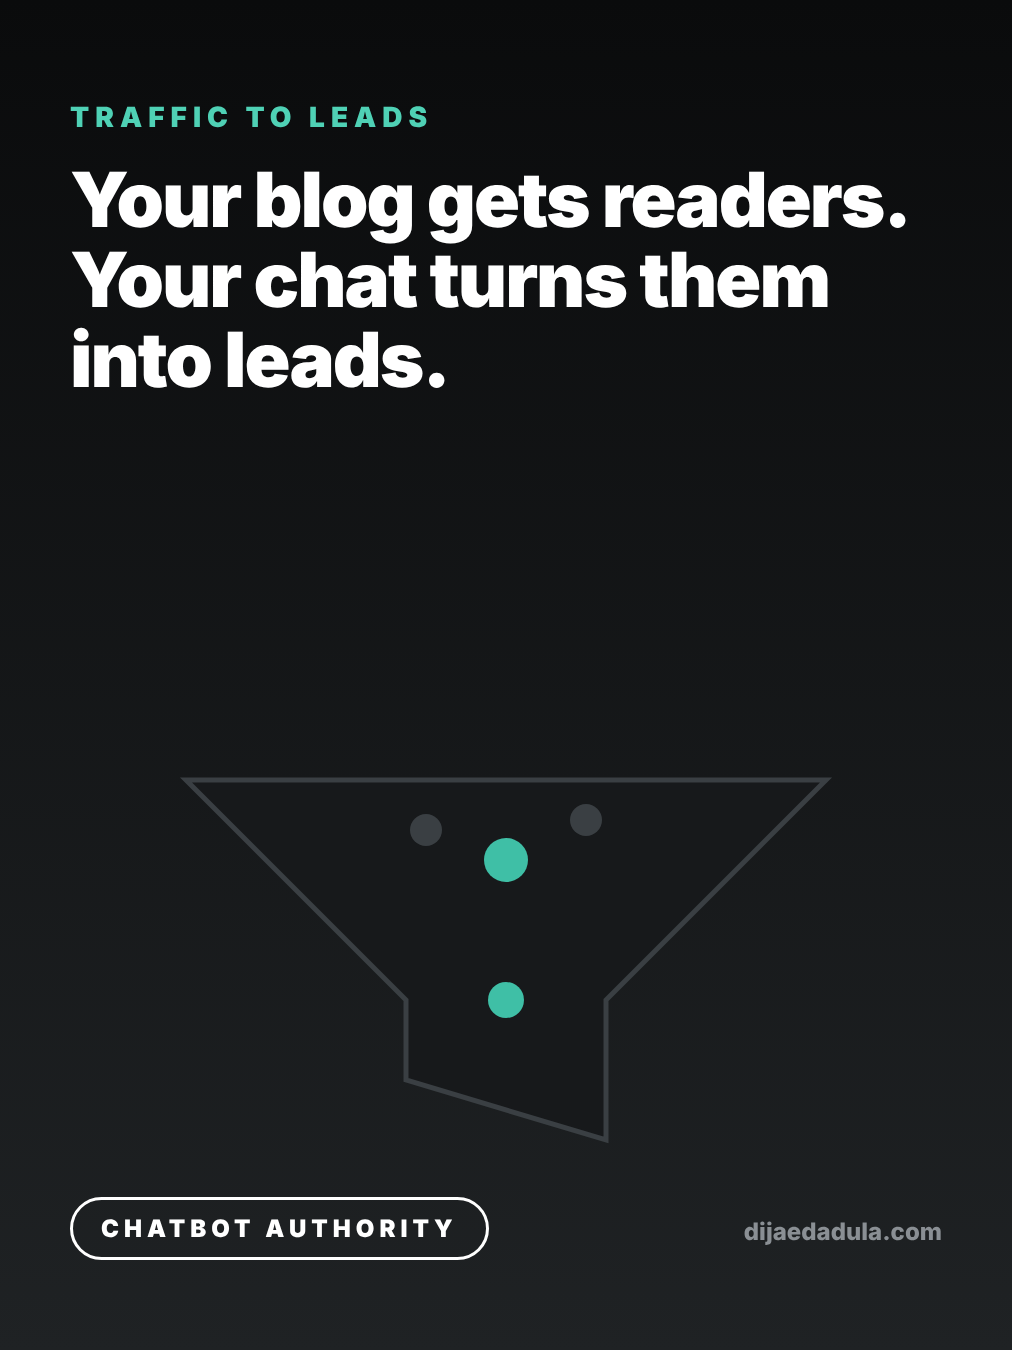 TRAFFIC TO LEADS
Your blog gets readers.
Your chat turns them
into leads.
CHATBOT AUTHORITY
dijaedadula.com